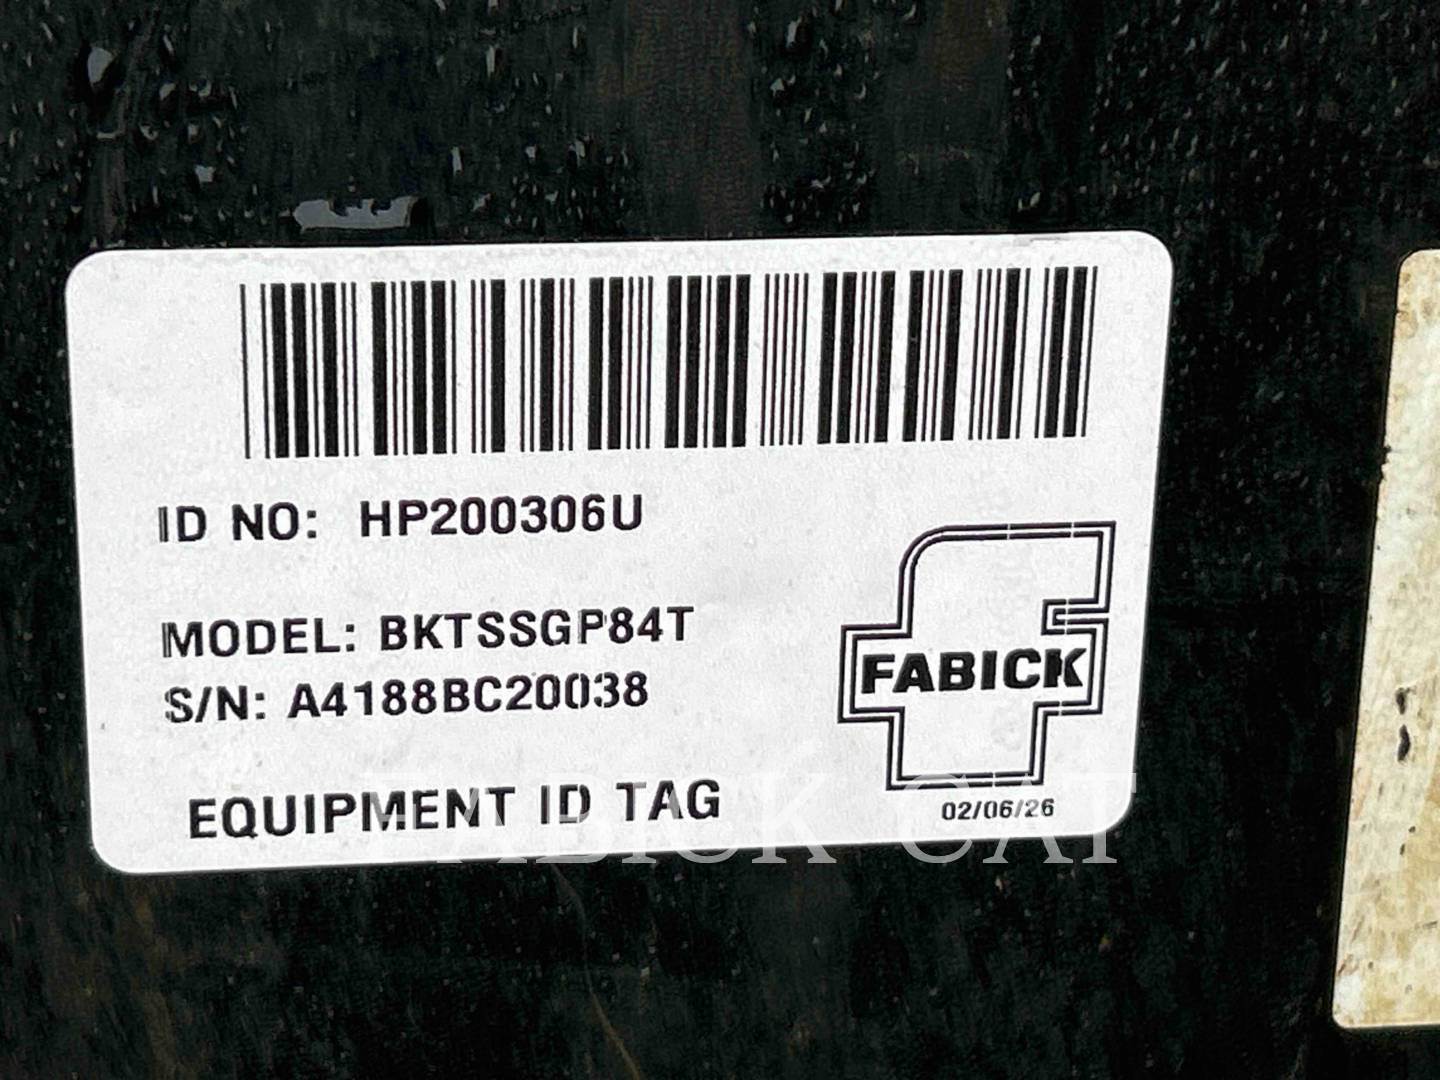 ID NO: HP200306U
MODEL: BKTSSGP84T
S/N: A4188BC20038
FABICK
EQUIPMENT ID TAG
02/06/26
FABICK CAT